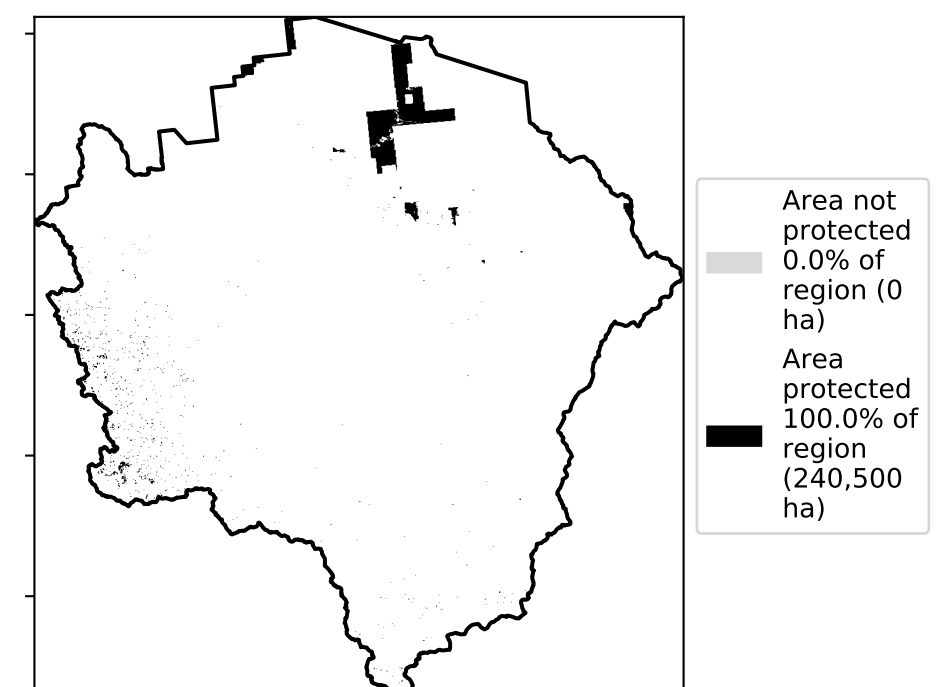 Area not
protected
0.0% of
region (0
ha)
Area
protected
100.0% of
region
(240,500
ha)